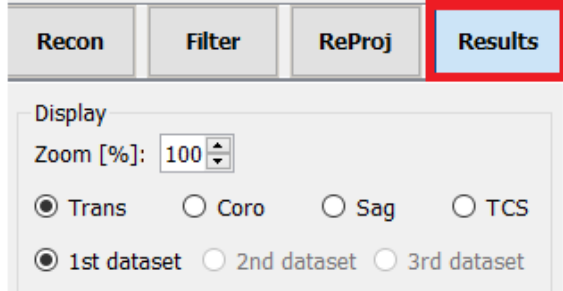 Recon Filter ReProj Results
Display
Zoom [%]: 100
Trans Coro Sag TCS
1st dataset 2nd dataset 3rd dataset